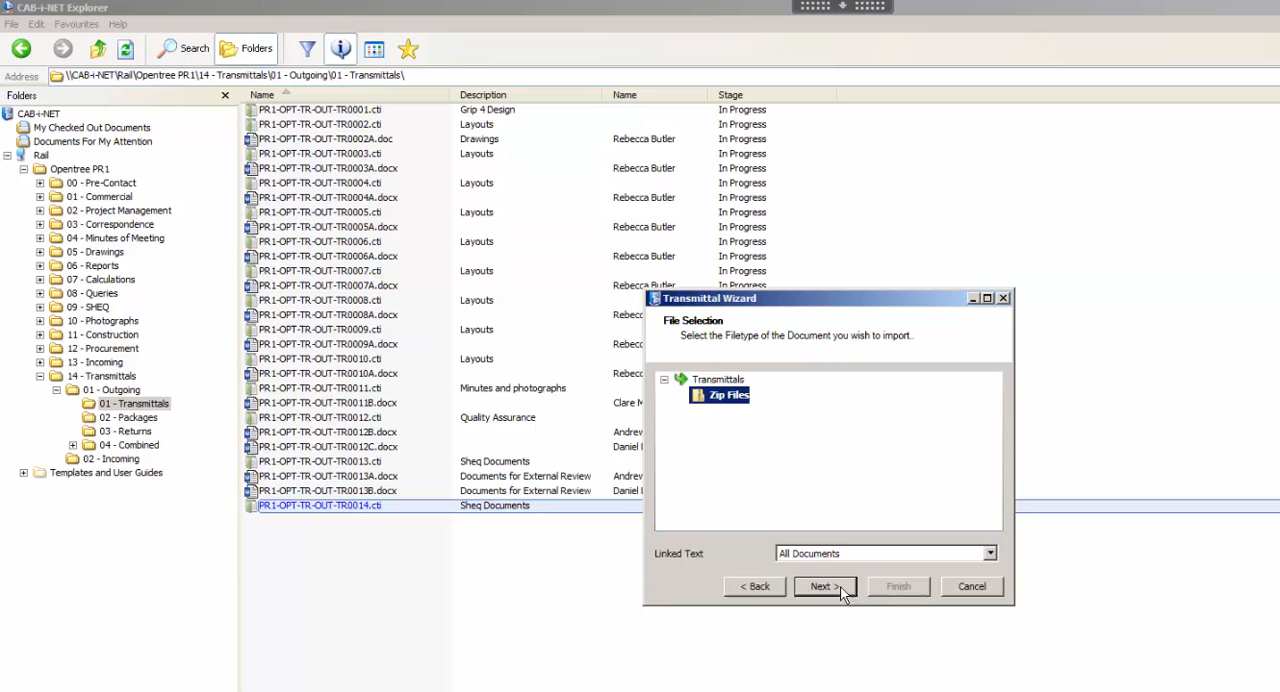 CAB-i-NET Explorer
File Edit Favourites Help
Search Folders
Address \\CAB-i-NET\Rail\Opentree PR1\14 - Transmittals\01 - Outgoing\01 - Transmittals\
Folders
CAB-i-NET
My Checked Out Documents
Documents For My Attention
Rail
Opentree PR1
00 - Pre-Contact
01 - Commercial
02 - Project Management
03 - Correspondence
04 - Minutes of Meeting
05 - Drawings
06 - Reports
07 - Calculations
08 - Queries
09 - SHEQ
10 - Photographs
11 - Construction
12 - Procurement
13 - Incoming
14 - Transmittals
01 - Outgoing
01 - Transmittals
02 - Packages
03 - Returns
04 - Combined
02 - Incoming
Templates and User Guides
Name Description Name Stage
PR1-OPT-TR-OUT-TR0001.cti Grip 4 Design In Progress
PR1-OPT-TR-OUT-TR0002.cti Layouts In Progress
PR1-OPT-TR-OUT-TR0002A.doc Drawings Rebecca Butler In Progress
PR1-OPT-TR-OUT-TR0003.cti Layouts In Progress
PR1-OPT-TR-OUT-TR0003A.docx Rebecca Butler In Progress
PR1-OPT-TR-OUT-TR0004.cti Layouts In Progress
PR1-OPT-TR-OUT-TR0004A.docx Rebecca Butler In Progress
PR1-OPT-TR-OUT-TR0005.cti Layouts In Progress
PR1-OPT-TR-OUT-TR0005A.docx Rebecca Butler In Progress
PR1-OPT-TR-OUT-TR0006.cti Layouts In Progress
PR1-OPT-TR-OUT-TR0006A.docx Rebecca Butler In Progress
PR1-OPT-TR-OUT-TR0007.cti Layouts In Progress
PR1-OPT-TR-OUT-TR0007A.docx Rebecca Butler In Progress
PR1-OPT-TR-OUT-TR0008.cti Layouts
PR1-OPT-TR-OUT-TR0008A.docx Rebecca B
PR1-OPT-TR-OUT-TR0009.cti Layouts
PR1-OPT-TR-OUT-TR0009A.docx Rebecca B
PR1-OPT-TR-OUT-TR0010.cti Layouts
PR1-OPT-TR-OUT-TR0010A.docx Rebecca B
PR1-OPT-TR-OUT-TR0011.cti Minutes and photographs
PR1-OPT-TR-OUT-TR0011B.docx Clare M
PR1-OPT-TR-OUT-TR0012.cti Quality Assurance
PR1-OPT-TR-OUT-TR0012B.docx Andrew
PR1-OPT-TR-OUT-TR0012C.docx Daniel
PR1-OPT-TR-OUT-TR0013.cti Sheq Documents
PR1-OPT-TR-OUT-TR0013A.docx Documents for External Review Andrew
PR1-OPT-TR-OUT-TR0013B.docx Documents for External Review Daniel
PR1-OPT-TR-OUT-TR0014.cti Sheq Documents
Transmittal Wizard
File Selection
Select the Filetype of the Document you wish to import..
Transmittals
Zip Files
Linked Text All Documents
< Back Next > Finish Cancel